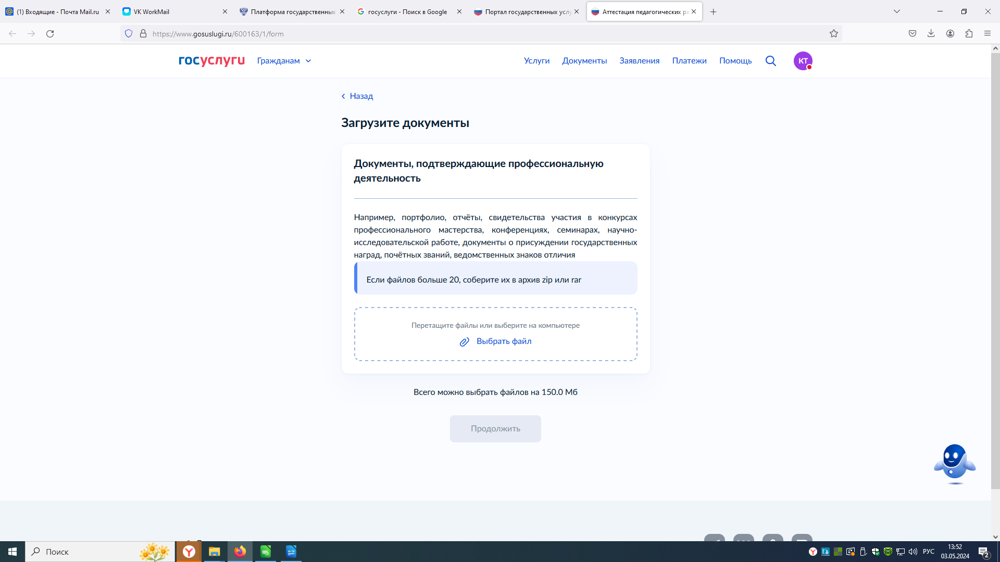 (1) Входящие - Почта Mail.ru
VK WorkMail
Платформа государственных
госуслуги - Поиск в Google
Портал государственных услу
Аттестация педагогических ра
https://www.gosuslugi.ru/600163/1/form
госуслуги
Гражданам
Услуги
Документы
Заявления
Платежи
Помощь
КТ
Назад
Загрузите документы
Документы, подтверждающие профессиональную
деятельность
Например, портфолио, отчёты, свидетельства участия в конкурсах
профессионального мастерства, конференциях, семинарах, научно-
исследовательской работе, документы о присуждении государственных
наград, почётных званий, ведомственных знаков отличия
Если файлов больше 20, соберите их в архив zip или rar
Перетащите файлы или выберите на компьютере
Выбрать файл
Всего можно выбрать файлов на 150.0 Мб
Продолжить
Поиск
РУС
13:52
03.05.2024
2